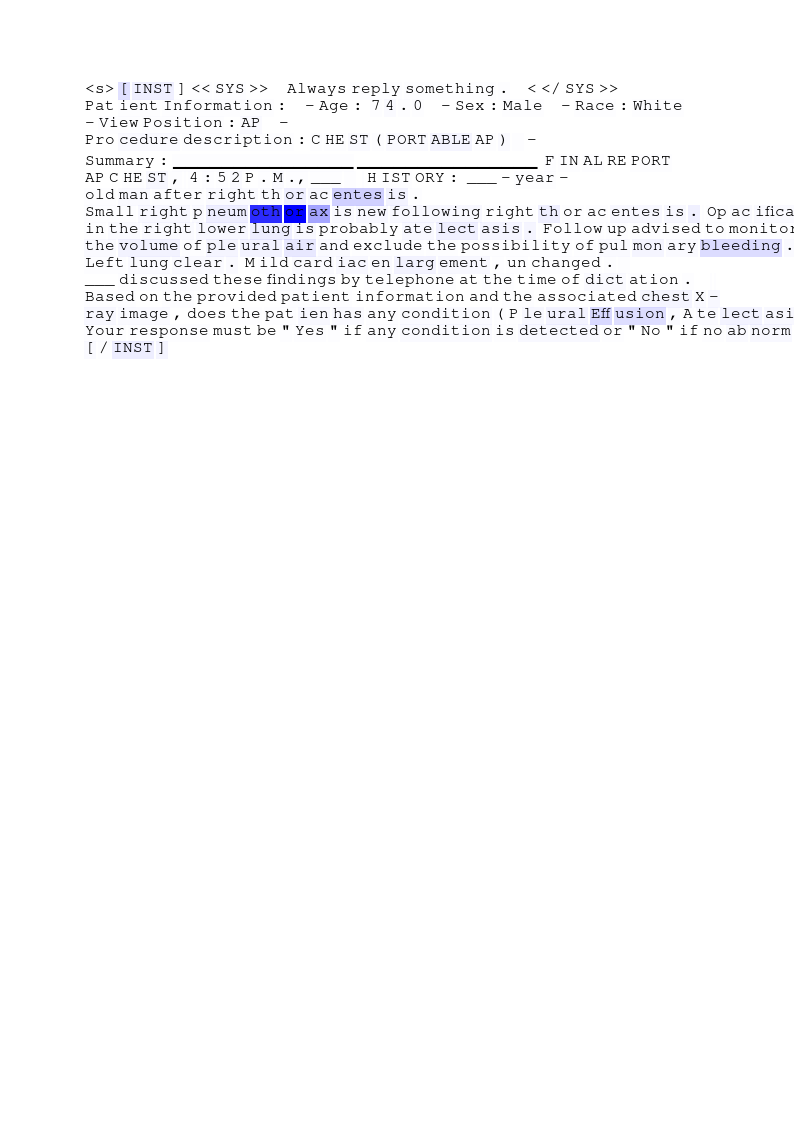 <s> [ INST ] << SYS >> Always reply something . < </ SYS >>
Pat ient Information : - Age : 7 4 . 0 - Sex : Male - Race : White
- View Position : AP -
Pro cedure description : C HE ST ( PORT ABLE AP ) -
Summary : ____________________ ____________________ F IN AL RE PORT
AP C HE ST , 4 : 5 2 P . M . , ___ H IST ORY : ___ - year -
old man after right th or ac entes is .
Small right p neum oth or ax is new following right th or ac entes is . Op ac ifica
in the right lower lung is probably ate lect asis . Follow up advised to monitor
the volume of ple ural air and exclude the possibility of pul mon ary bleeding .
Left lung clear . M ild card iac en larg ement , un changed .
___ discussed these findings by telephone at the time of dict ation .
Based on the provided patient information and the associated chest X -
ray image , does the pat ien has any condition ( P le ural Eff usion , A te lect asi
Your response must be " Yes " if any condition is detected or " No " if no ab norm
[ / INST ]